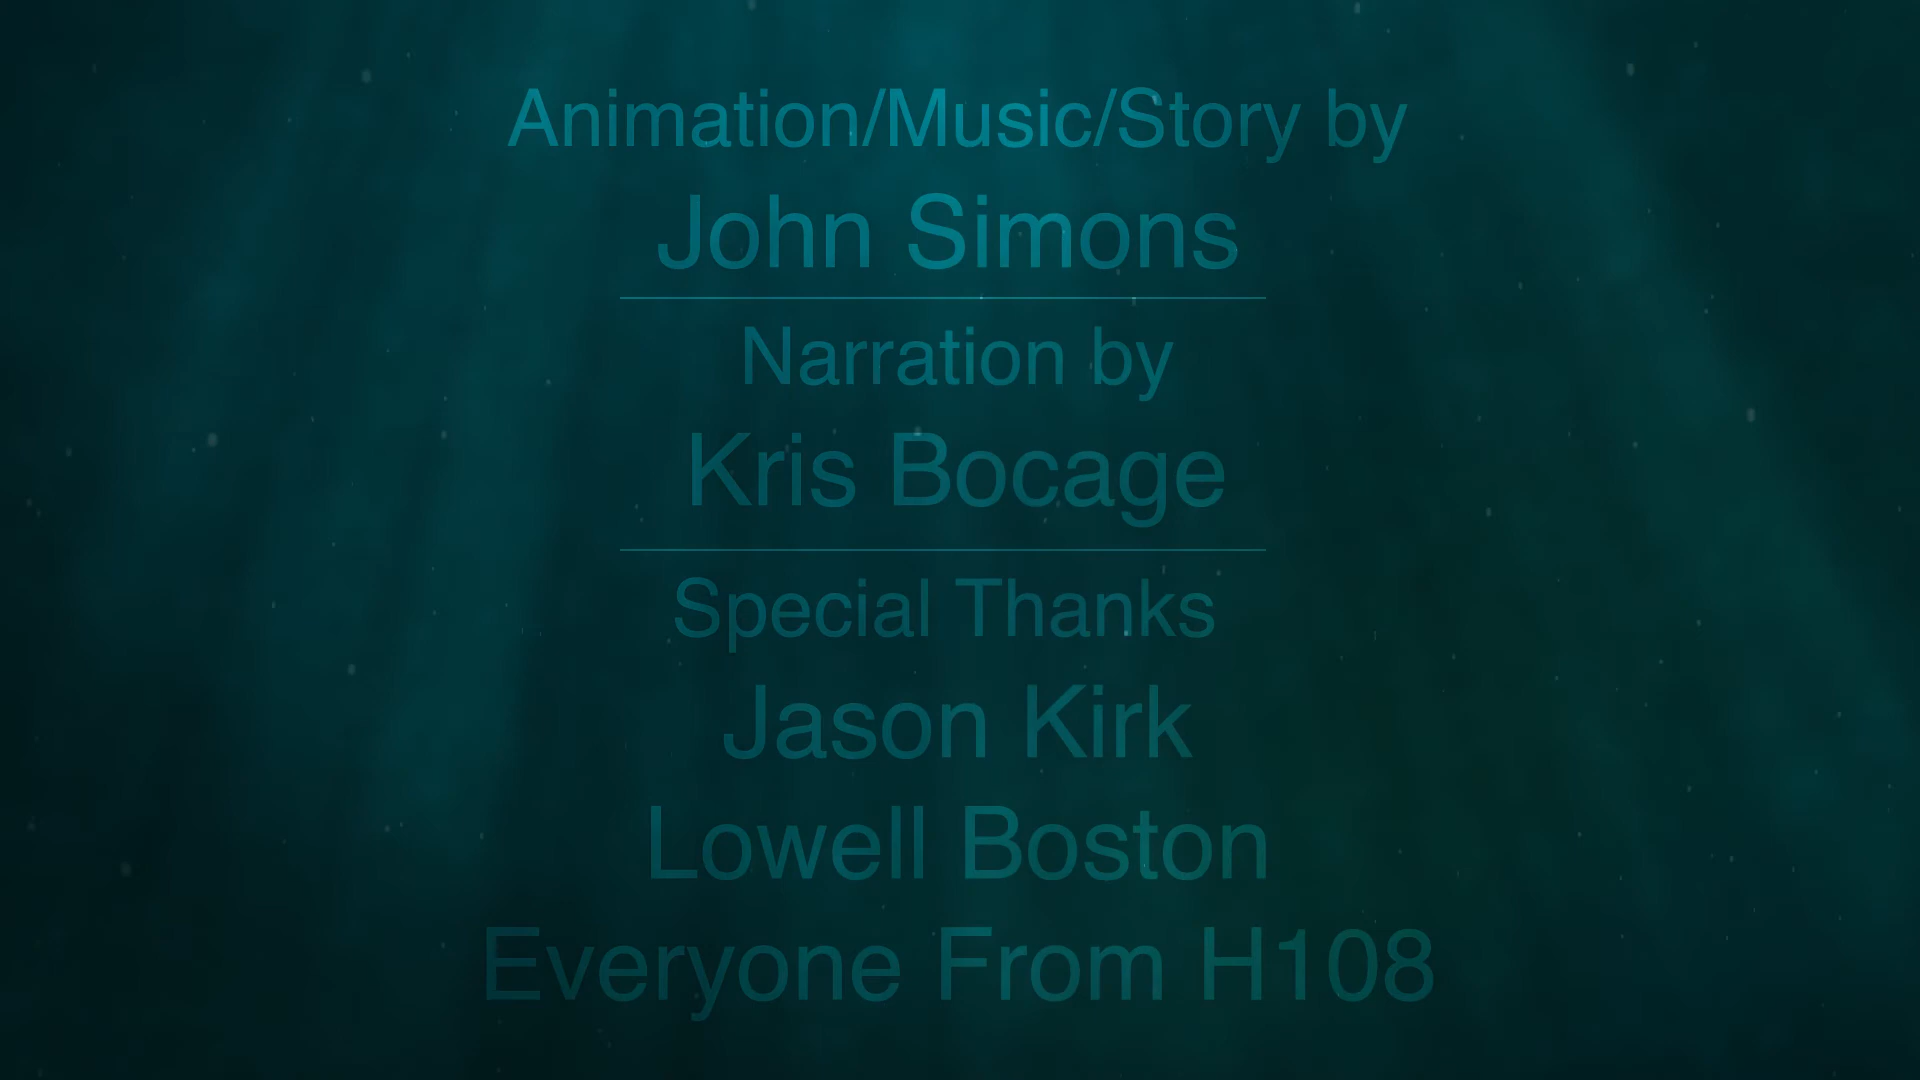 Animation/Music/Story by
John Simons
Narration by
Kris Bocage
Special Thanks
Jason Kirk
Lowell Boston
Everyone From H108